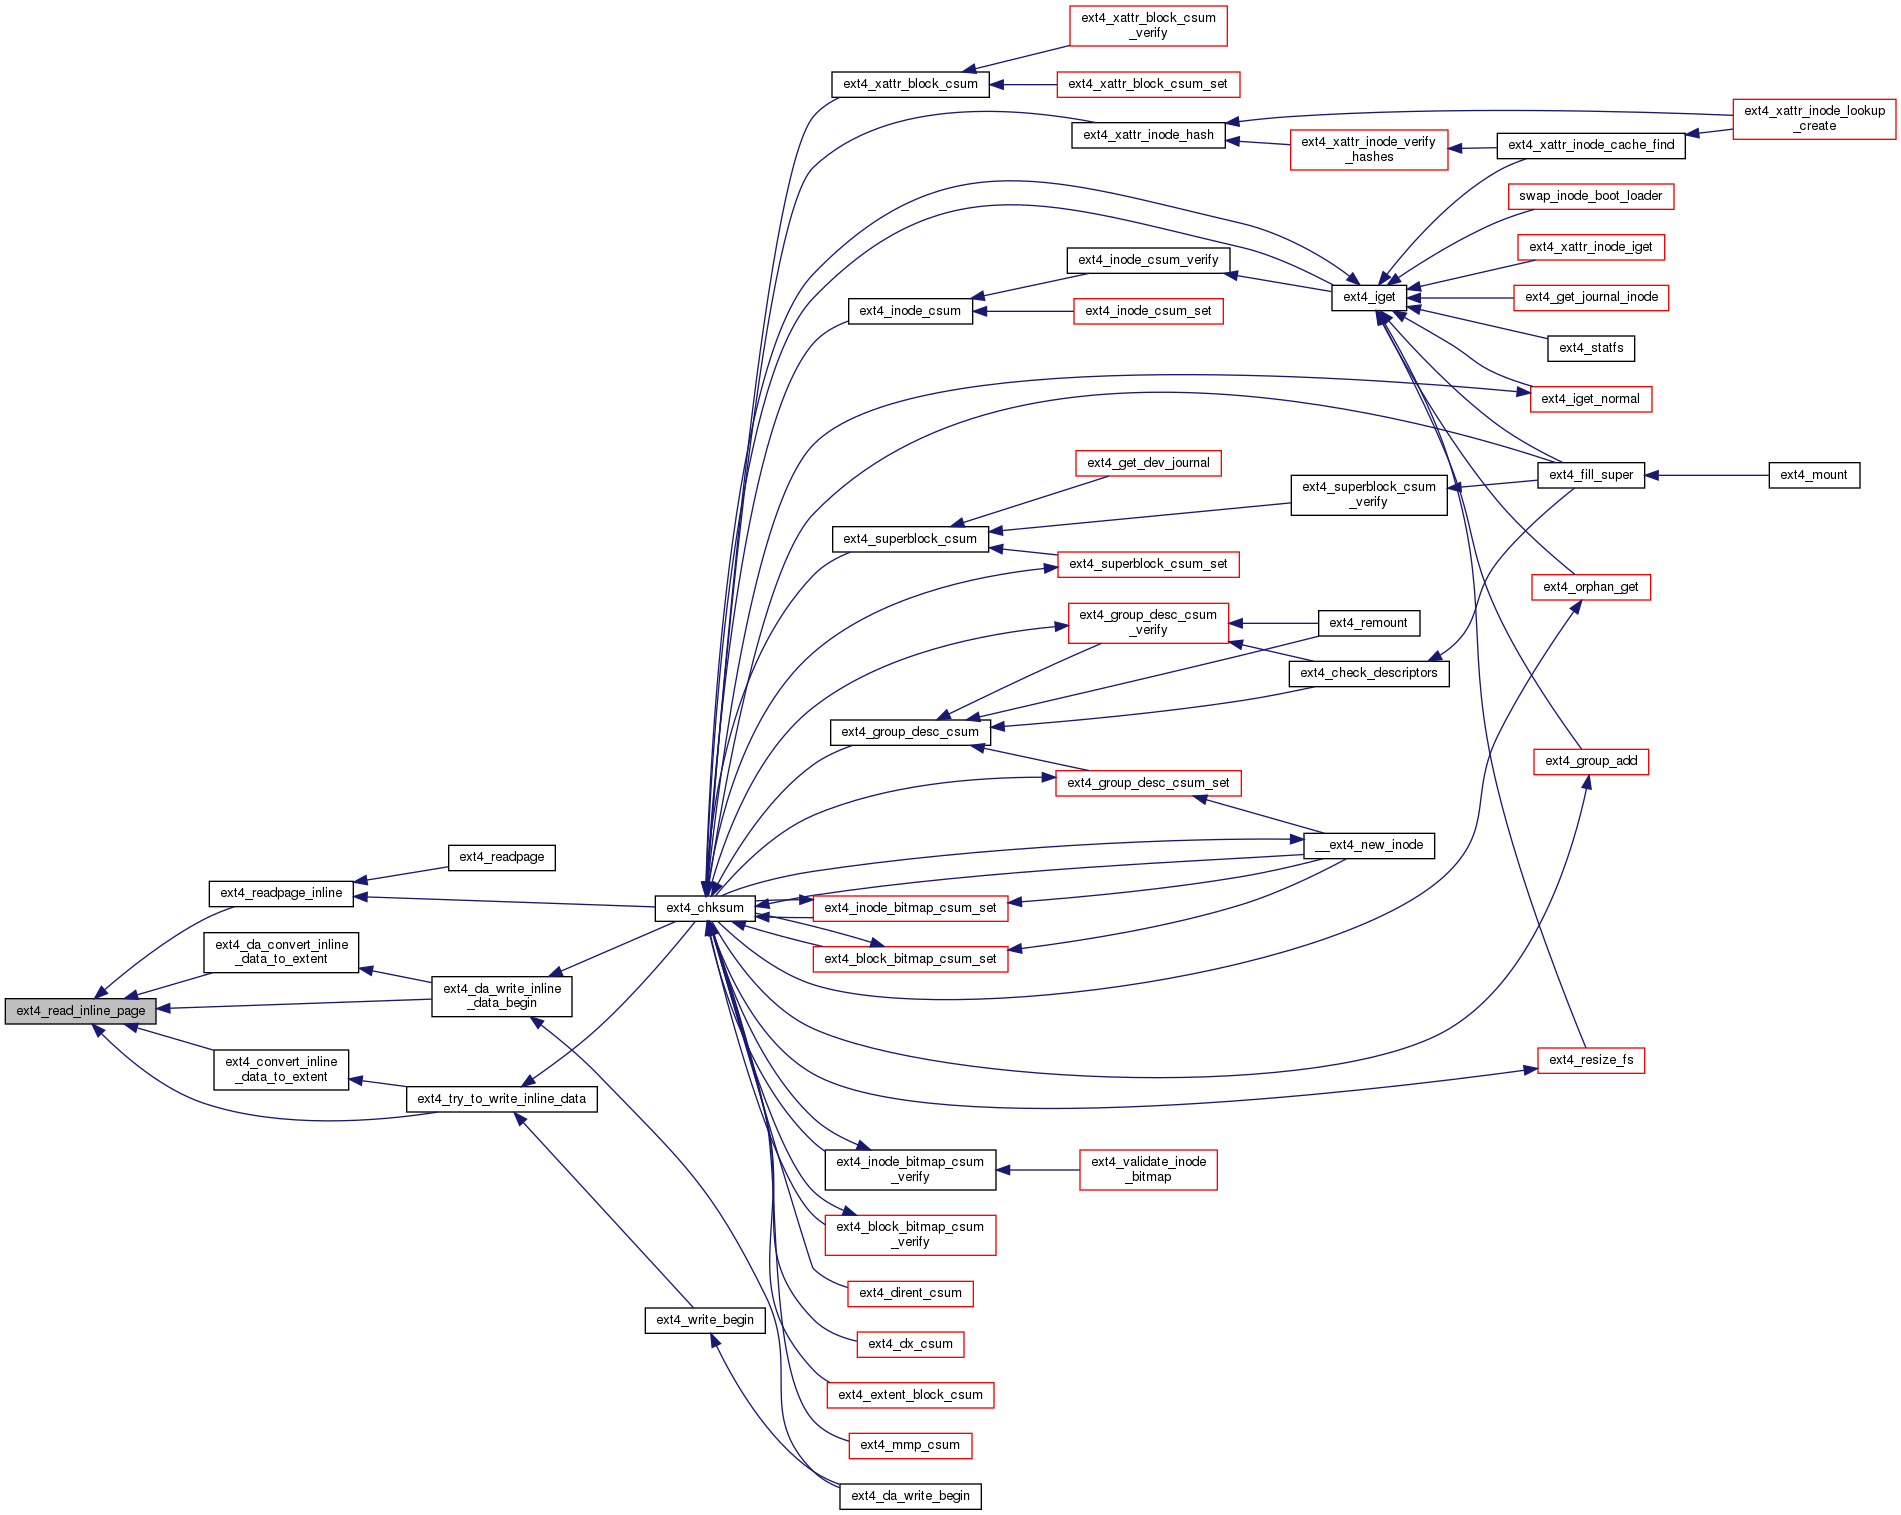 ext4_xattr_block_csum
_verify
ext4_xattr_block_csum
ext4_xattr_block_csum_set
ext4_xattr_inode_lookup
_create
ext4_xattr_inode_hash
ext4_xattr_inode_verify
_hashes
ext4_xattr_inode_cache_find
swap_inode_boot_loader
ext4_xattr_inode_iget
ext4_inode_csum_verify
ext4_iget
ext4_get_journal_inode
ext4_inode_csum
ext4_inode_csum_set
ext4_statfs
ext4_iget_normal
ext4_get_dev_journal
ext4_fill_super
ext4_mount
ext4_superblock_csum
_verify
ext4_superblock_csum
ext4_superblock_csum_set
ext4_orphan_get
ext4_group_desc_csum
_verify
ext4_remount
ext4_check_descriptors
ext4_group_desc_csum
ext4_group_add
ext4_group_desc_csum_set
__ext4_new_inode
ext4_readpage
ext4_readpage_inline
ext4_chksum
ext4_inode_bitmap_csum_set
ext4_da_convert_inline
_data_to_extent
ext4_block_bitmap_csum_set
ext4_da_write_inline
_data_begin
ext4_read_inline_page
ext4_convert_inline
_data_to_extent
ext4_resize_fs
ext4_try_to_write_inline_data
ext4_inode_bitmap_csum
_verify
ext4_validate_inode
_bitmap
ext4_block_bitmap_csum
_verify
ext4_dirent_csum
ext4_write_begin
ext4_dx_csum
ext4_extent_block_csum
ext4_mmp_csum
ext4_da_write_begin